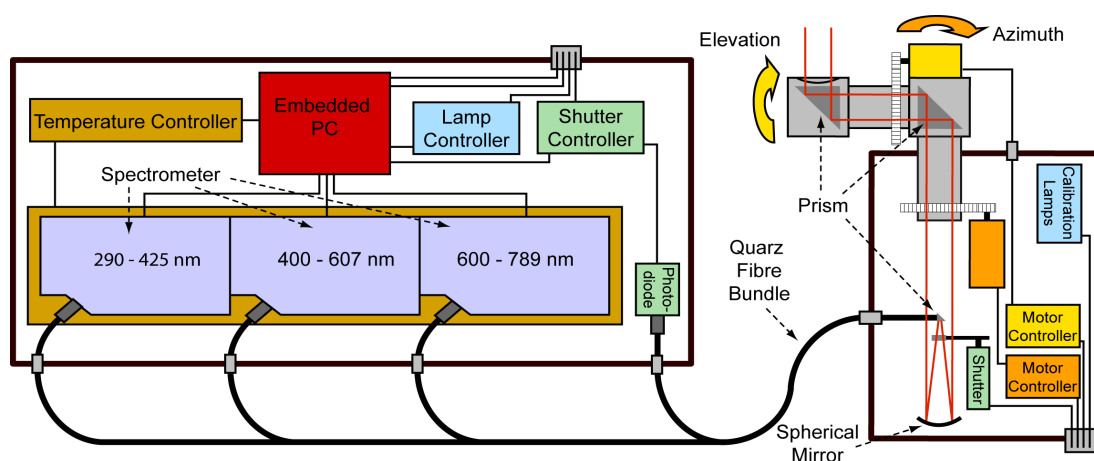 Elevation
Azimuth
Embedded
PC
Temperature Controller
Lamp
Controller
Shutter
Controller
Spectrometer
290 - 425 nm
400 - 607 nm
600 - 789 nm
Photo-
diode
Quarz
Fibre
Bundle
Prism
Calibration
Lamps
Motor
Controller
Motor
Controller
Shutter
Spherical
Mirror